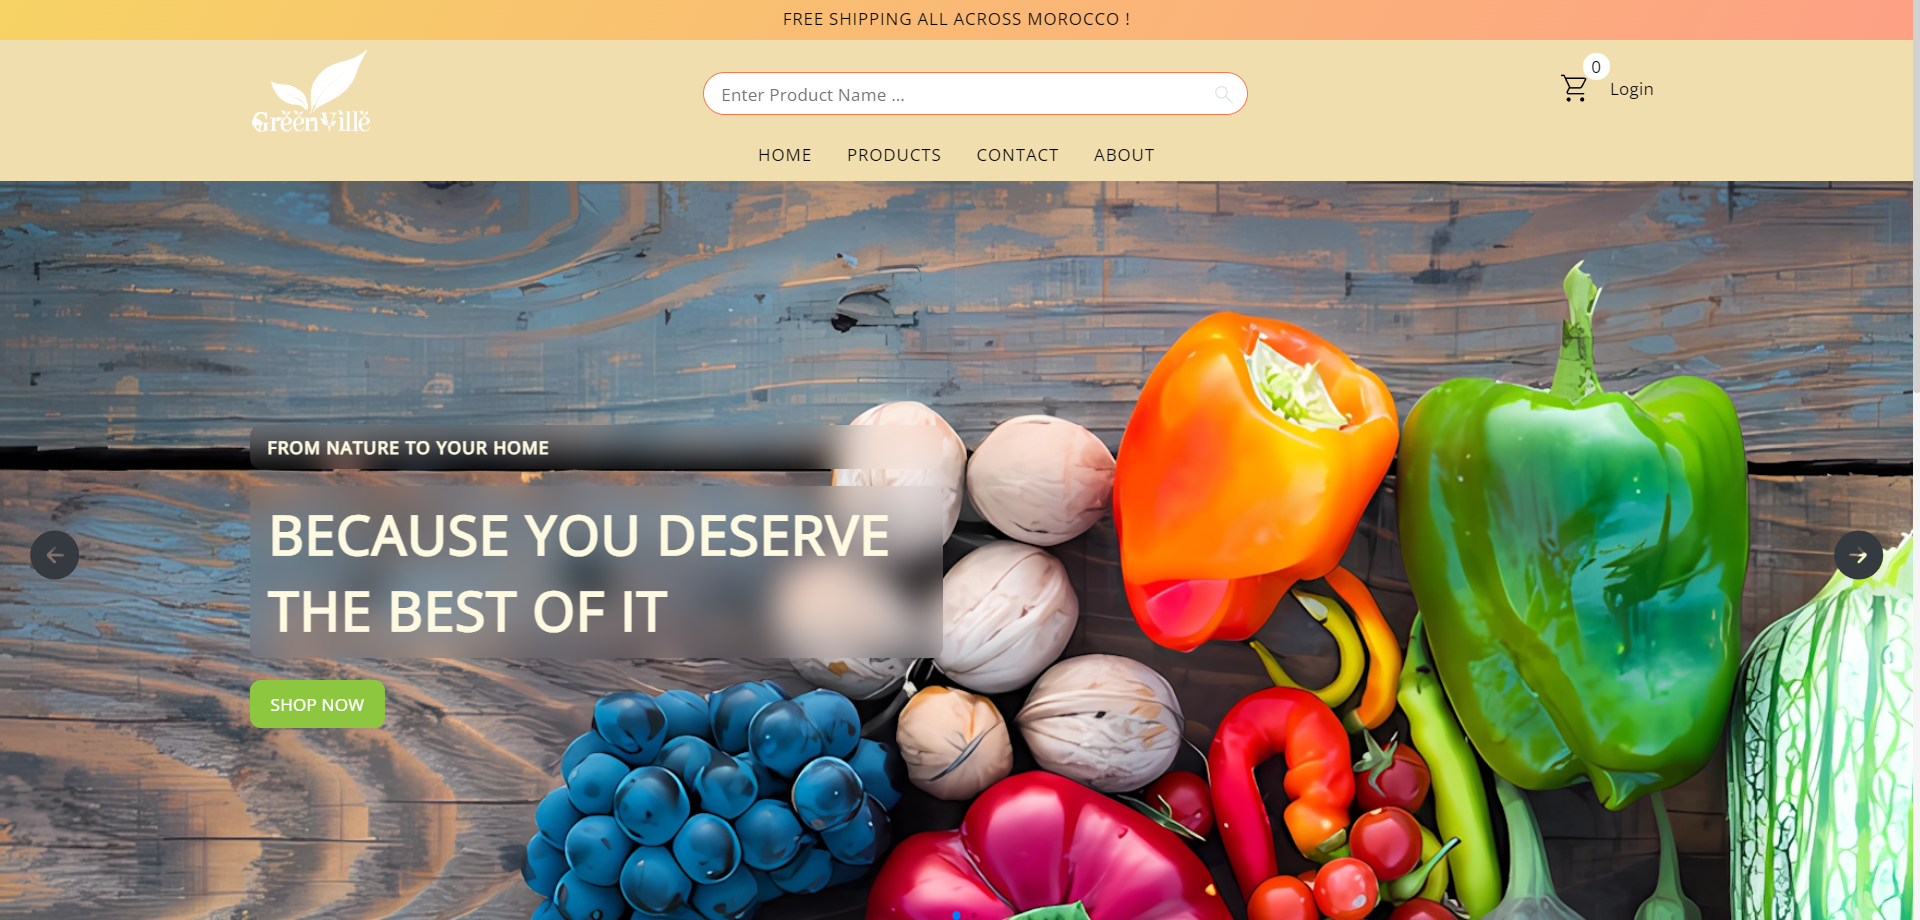 FREE SHIPPING ALL ACROSS MOROCCO !
GreenVille
Enter Product Name ...
0
Login
HOME PRODUCTS CONTACT ABOUT
FROM NATURE TO YOUR HOME
BECAUSE YOU DESERVE
THE BEST OF IT
SHOP NOW